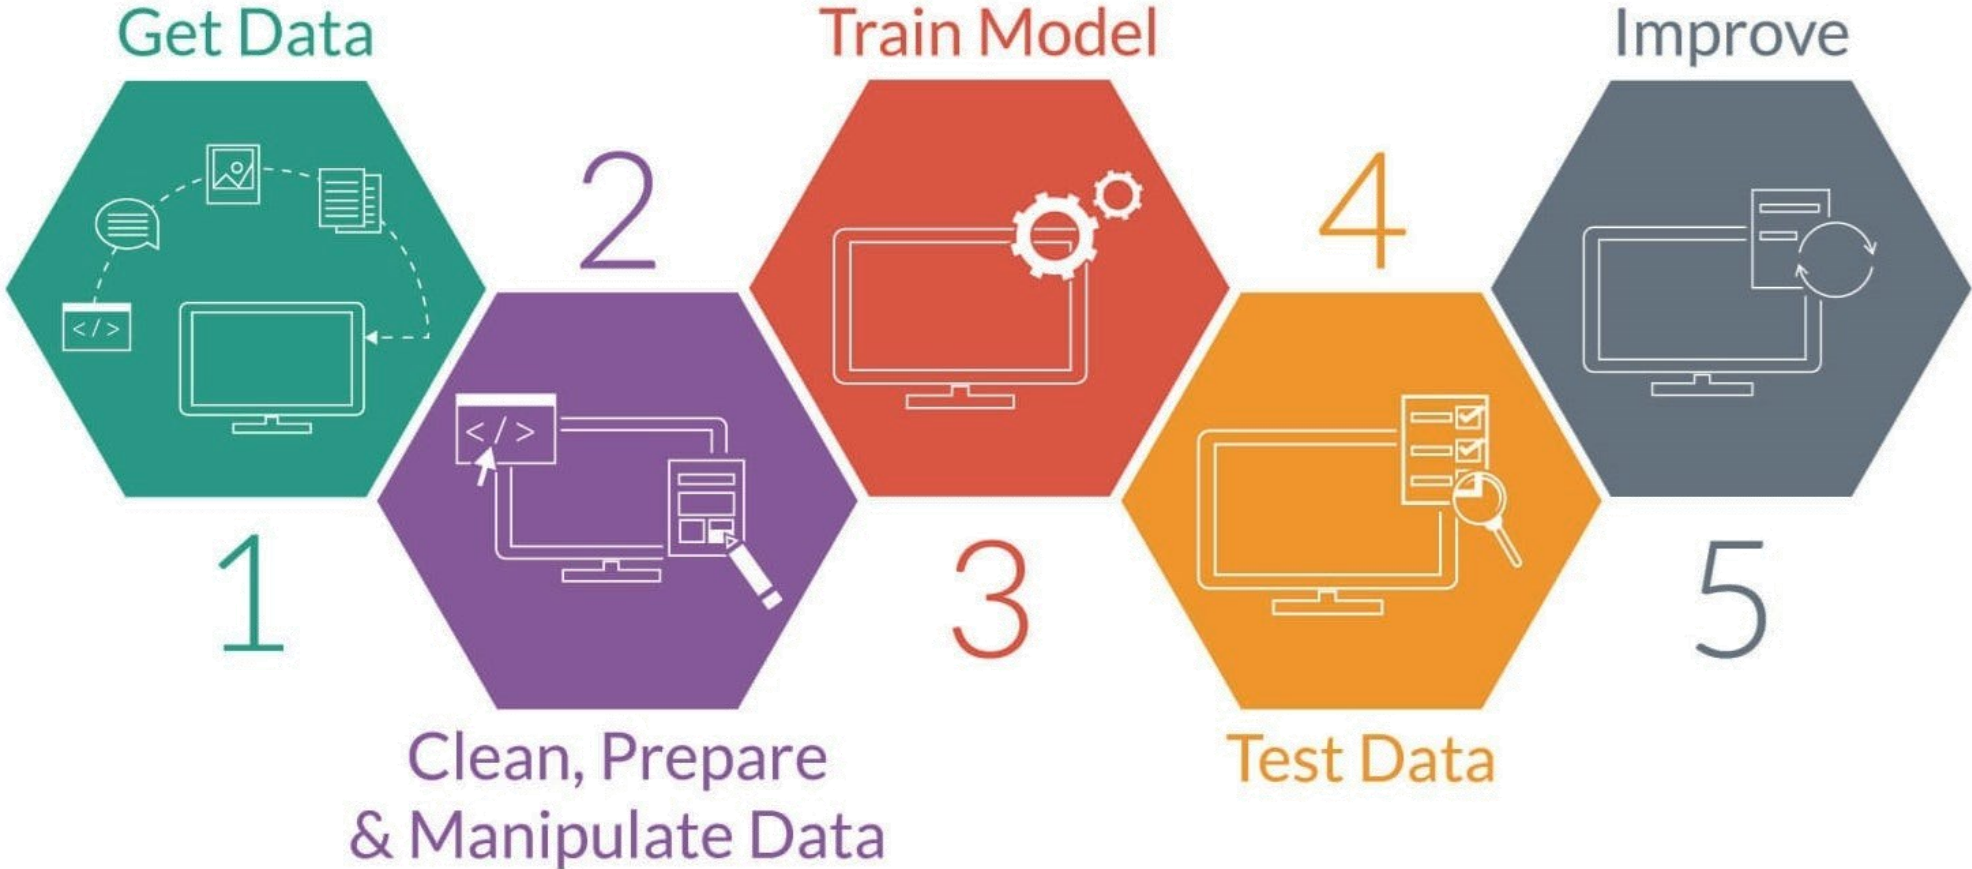 Get Data
1
2
Clean, Prepare
& Manipulate Data
</>
</>
Train Model
3
4
Test Data
Improve
5